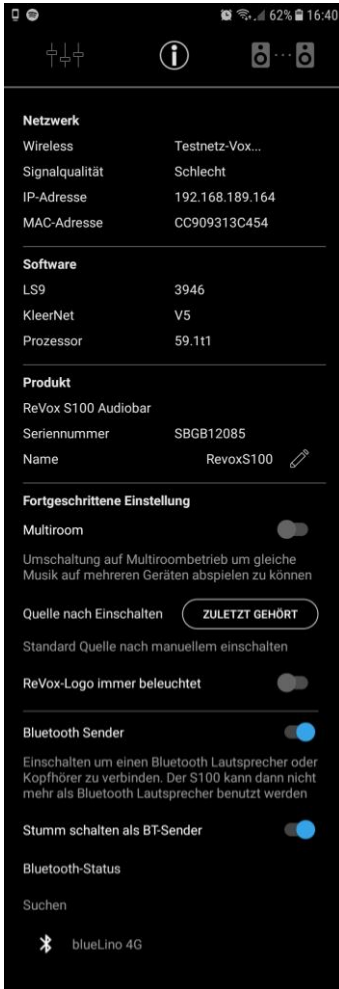 62% 16:40
Netzwerk
Wireless Testnetz-Vox...
Signalqualität Schlecht
IP-Adresse 192.168.189.164
MAC-Adresse CC909313C454
Software
LS9 3946
KleerNet V5
Prozessor 59.1t1
Produkt
ReVox S100 Audiobar
Seriennummer SBGB12085
Name RevoxS100
Fortgeschrittene Einstellung
Multiroom
Umschaltung auf Multiroombetrieb um gleiche
Musik auf mehreren Geräten abspielen zu können
Quelle nach Einschalten ZULETZT GEHÖRT
Standard Quelle nach manuellem einschalten
ReVox-Logo immer beleuchtet
Bluetooth Sender
Einschalten um einen Bluetooth Lautsprecher oder
Kopfhörer zu verbinden. Der S100 kann dann nicht
mehr als Bluetooth Lautsprecher benutzt werden
Stumm schalten als BT-Sender
Bluetooth-Status
Suchen
blueLino 4G